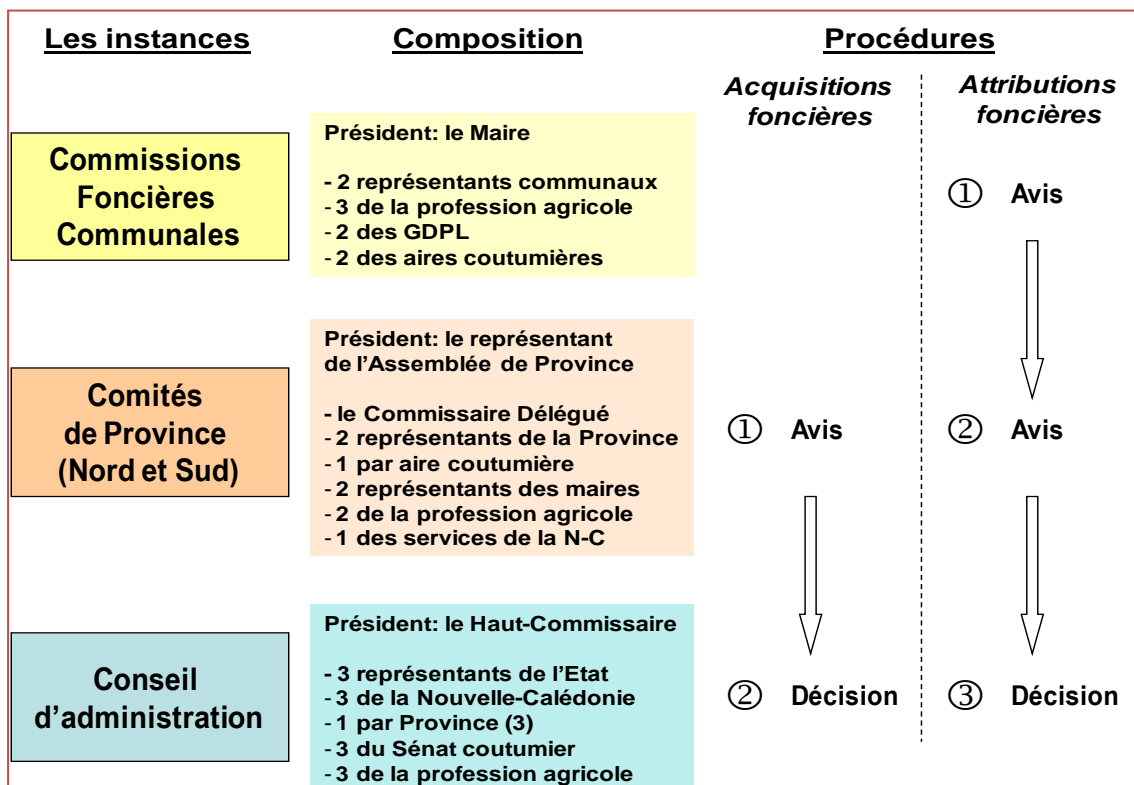 Les instances
Composition
Procédures
Acquisitions
foncières
Attributions
foncières
Commissions
Foncières
Communales
Président: le Maire
- 2 représentants communaux
- 3 de la profession agricole
- 2 des GDPL
- 2 des aires coutumières
① Avis
Comités
de Province
(Nord et Sud)
Président: le représentant
de l'Assemblée de Province
- le Commissaire Délégué
- 2 représentants de la Province
- 1 par aire coutumière
- 2 représentants des maires
- 2 de la profession agricole
- 1 des services de la N-C
① Avis
② Avis
Conseil
d'administration
Président: le Haut-Commissaire
- 3 représentants de l'Etat
- 3 de la Nouvelle-Calédonie
- 1 par Province (3)
- 3 du Sénat coutumier
- 3 de la profession agricole
② Décision
③ Décision